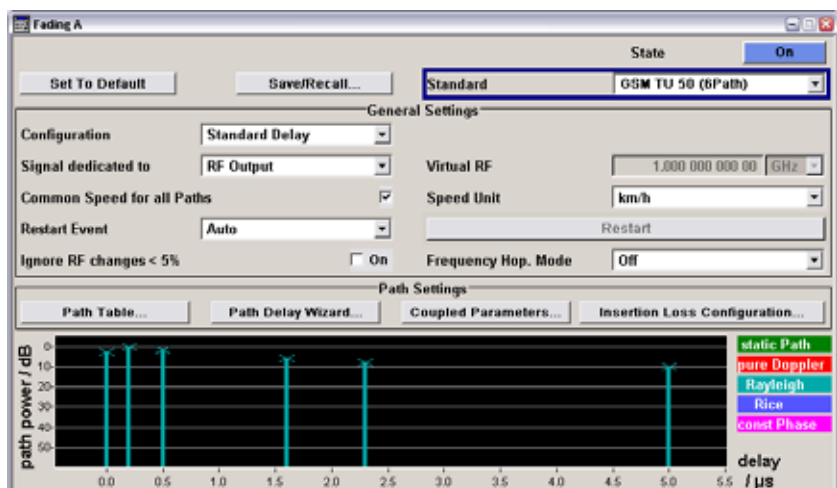 Fading A
State On
Set To Default Save/Recall... Standard GSM TU 50 (6Path)
General Settings
Configuration Standard Delay
Signal dedicated to RF Output Virtual RF 1.000 000 000 00 GHz
Common Speed for all Paths Speed Unit km/h
Restart Event Auto Restart
Ignore RF changes < 5% On Frequency Hop. Mode Off
Path Settings
Path Table... Path Delay Wizard... Coupled Parameters... Insertion Loss Configuration...
path power / dB
0
10
20
30
40
50
static Path
pure Doppler
Rayleigh
Rice
const Phase
0.0 0.5 1.0 1.5 2.0 2.5 3.0 3.5 4.0 4.5 5.0 5.5
delay
/ µs